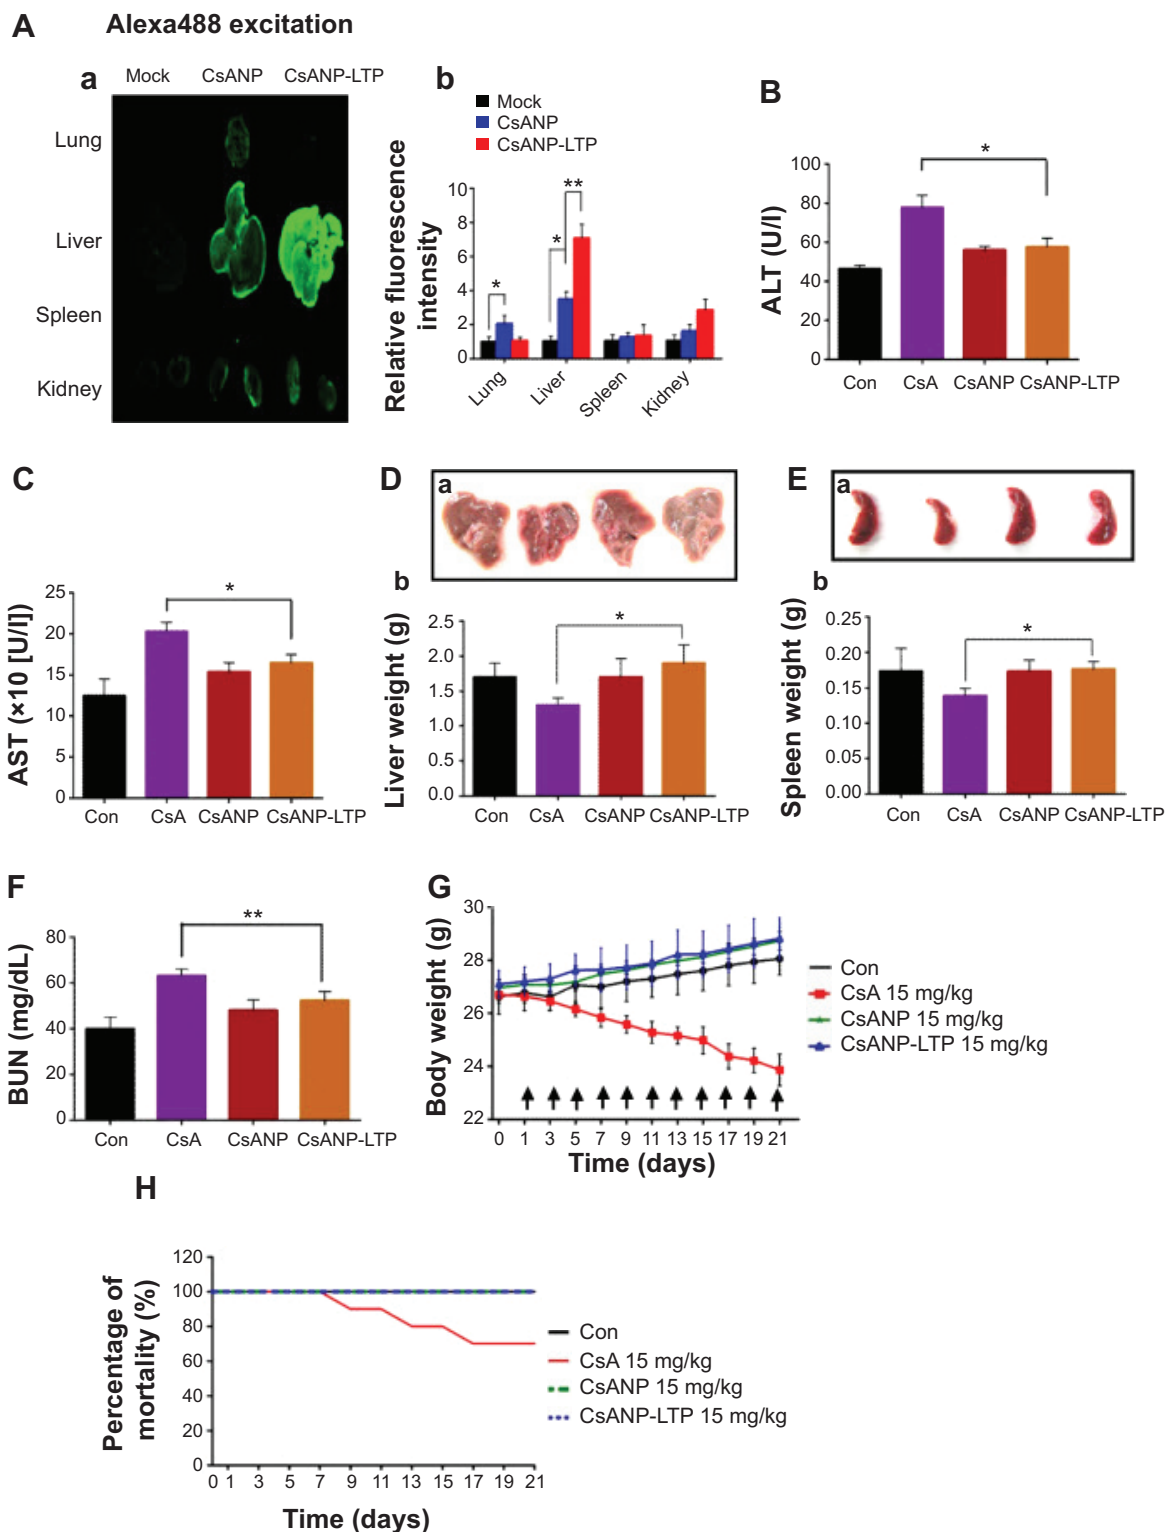 A Alexa488 excitation
a Mock CsANP CsANP-LTP
Lung
Liver
Spleen
Kidney
b
Mock
CsANP
CsANP-LTP
Relative fluorescence
intensity
10
8
6
4
2
0
* * **
Lung Liver Spleen Kidney
B
ALT (U/l)
100
80
60
40
20
0
*
Con CsA CsANP CsANP-LTP
C
AST (×10 [U/l])
25
20
15
10
5
0
*
Con CsA CsANP CsANP-LTP
D
a
b
Liver weight (g)
2.5
2.0
1.5
1.0
0.5
0.0
*
Con CsA CsANP CsANP-LTP
E
a
b
Spleen weight (g)
0.25
0.20
0.15
0.10
0.05
0.00
*
Con CsA CsANP CsANP-LTP
F
BUN (mg/dL)
80
60
40
20
0
**
Con CsA CsANP CsANP-LTP
G
Body weight (g)
30
28
26
24
22
0 1 3 5 7 9 11 13 15 17 19 21
Time (days)
Con
CsA 15 mg/kg
CsANP 15 mg/kg
CsANP-LTP 15 mg/kg
H
Percentage of
mortality (%)
120
100
80
60
40
20
0
0 1 3 5 7 9 11 13 15 17 19 21
Time (days)
Con
CsA 15 mg/kg
CsANP 15 mg/kg
CsANP-LTP 15 mg/kg